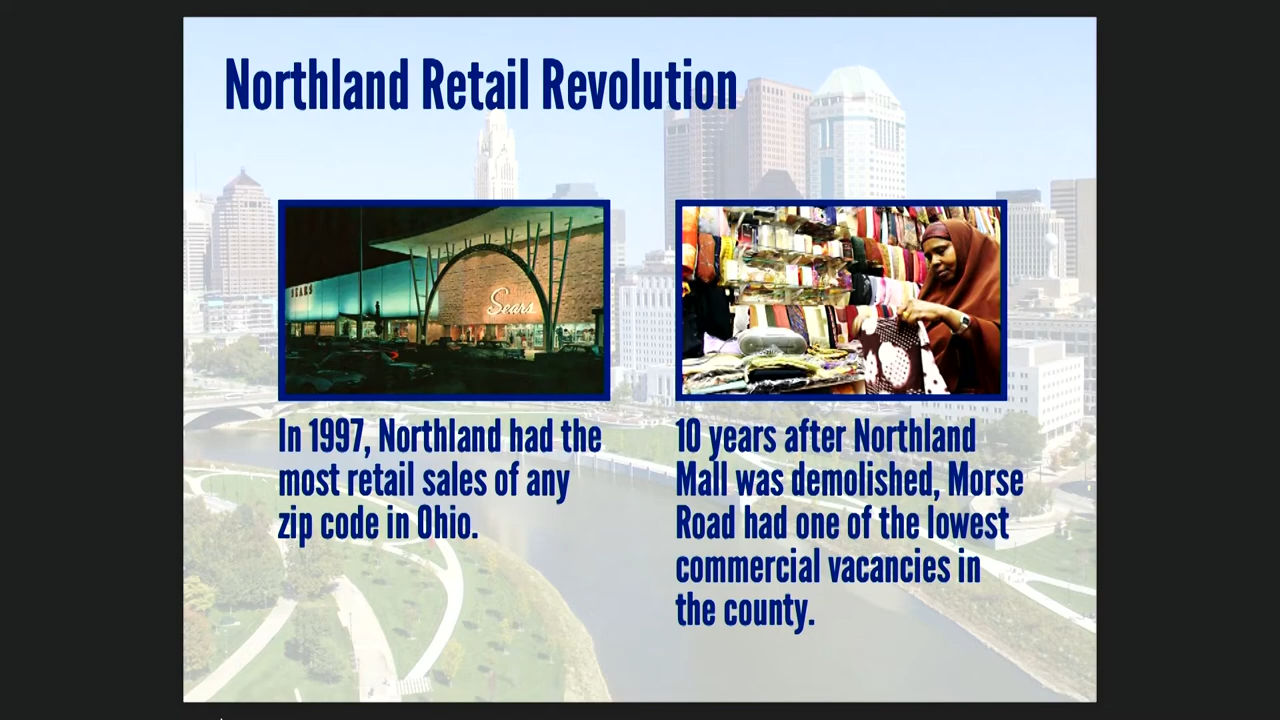 Northland Retail Revolution
SEARS
Sears
In 1997, Northland had the
most retail sales of any
zip code in Ohio.
10 years after Northland
Mall was demolished, Morse
Road had one of the lowest
commercial vacancies in
the county.